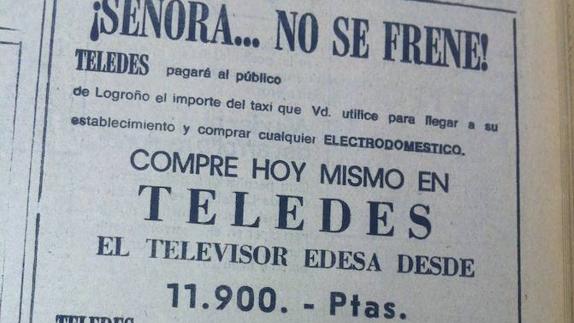 ¡SEÑORA... NO SE FRENE!
TELEDES pagará al público
de Logroño el importe del taxi que Vd. utilice para llegar a su
establecimiento y comprar cualquier ELECTRODOMESTICO.
COMPRE HOY MISMO EN
TELEDES
EL TELEVISOR EDESA DESDE
11.900. - Ptas.
TELEDES